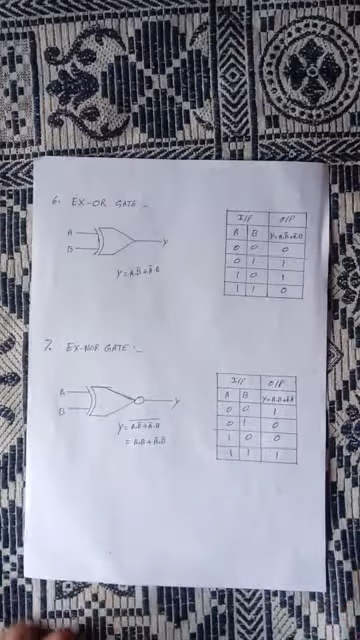 6. EX-OR GATE :-
A
B
Y
Y = A.B̅ + A̅.B
I/P O/P
A B Y=A.B̅+A̅.B
0 0 0
0 1 1
1 0 1
1 1 0
7. EX-NOR GATE :-
A
B
Y
I/P O/P
A B
0 0 1
0 1 0
1 0 0
1 1 1